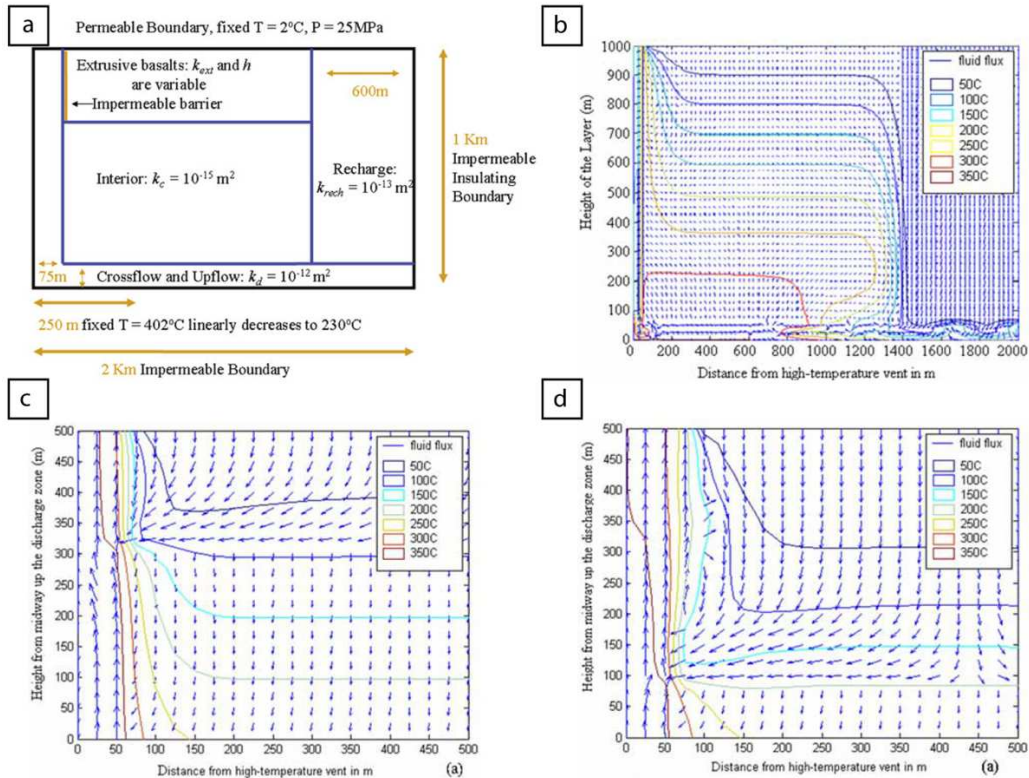 a
Permeable Boundary, fixed T = 2°C, P = 25MPa
Extrusive basalts: kext and h
are variable
Impermeable barrier
600m
1 Km
Impermeable
Insulating
Boundary
Interior: kc = 10⁻¹⁵ m²
Recharge:
krech = 10⁻¹³ m²
75m
Crossflow and Upflow: kd = 10⁻¹² m²
250 m fixed T = 402°C linearly decreases to 230°C
2 Km Impermeable Boundary
b
Height of the Layer (m)
1000
900
800
700
600
500
400
300
200
100
0
fluid flux
50C
100C
150C
200C
250C
300C
350C
0 200 400 600 800 1000 1200 1400 1600 1800 2000
Distance from high-temperature vent in m
c
Height from midway up the discharge zone (m)
500
450
400
350
300
250
200
150
100
50
0
fluid flux
50C
100C
150C
200C
250C
300C
350C
0 50 100 150 200 250 300 350 400 450 500
Distance from high-temperature vent in m
(a)
d
Height from midway up the discharge zone (m)
500
450
400
350
300
250
200
150
100
50
0
fluid flux
50C
100C
150C
200C
250C
300C
350C
0 50 100 150 200 250 300 350 400 450 500
Distance from high-temperature vent in m
(a)